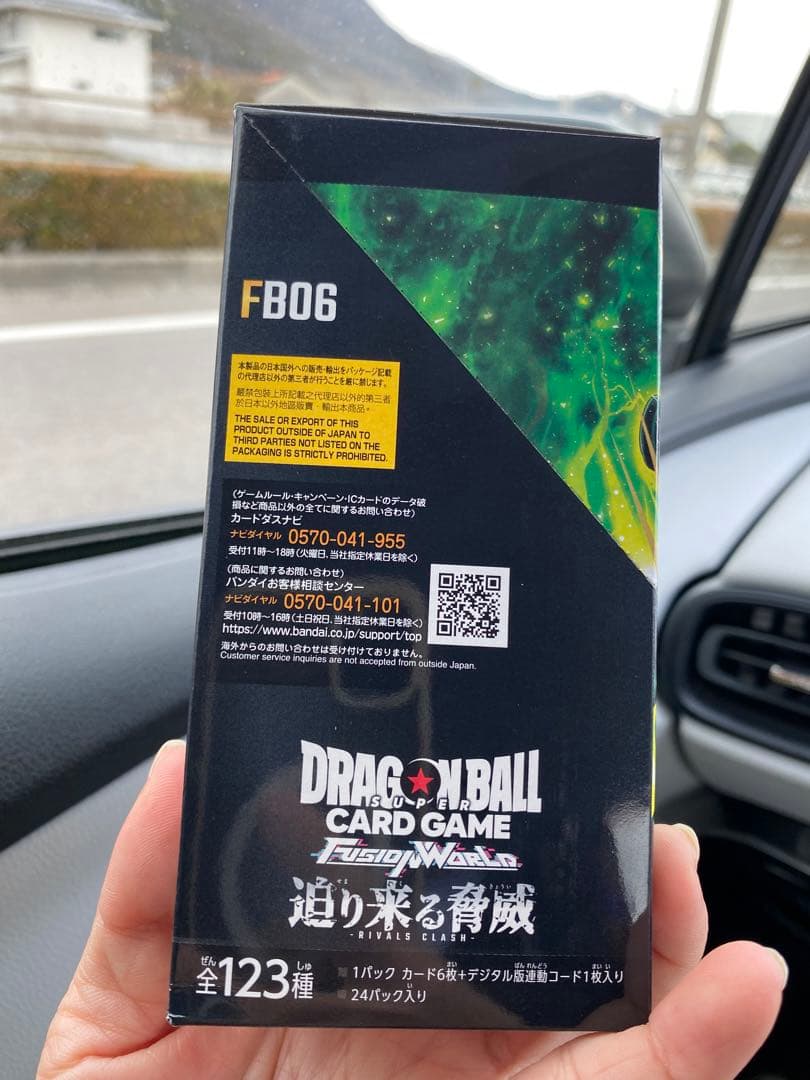 FB06
本製品の日本国外への販売・輸出をパッケージ記載
の代理店以外の第三者が行うことを厳に禁じます。
嚴禁包裝上所記載之代理店以外的第三者
於日本以外地區販賣・輸出本商品。
THE SALE OR EXPORT OF THIS
PRODUCT OUTSIDE OF JAPAN TO
THIRD PARTIES NOT LISTED ON THE
PACKAGING IS STRICTLY PROHIBITED.
(ゲームルール・キャンペーン・ICカードのデータ破
損など商品以外の全てに関するお問い合わせ)
カードダスナビ
ナビダイヤル 0570-041-955
受付11時〜18時(火曜日、当社指定休業日を除く)
(商品に関するお問い合わせ)
バンダイお客様相談センター
ナビダイヤル 0570-041-101
受付10時〜16時(土日祝日、当社指定休業日を除く)
https://www.bandai.co.jp/support/top
海外からのお問い合わせは受け付けておりません。
Customer service inquiries are not accepted from outside Japan.
DRAGON BALL
SUPER
CARD GAME
FUSION WORLD
迫り来る脅威
-RIVALS CLASH-
全123種
1パック カード6枚+デジタル版連動コード1枚入り
24パック入り